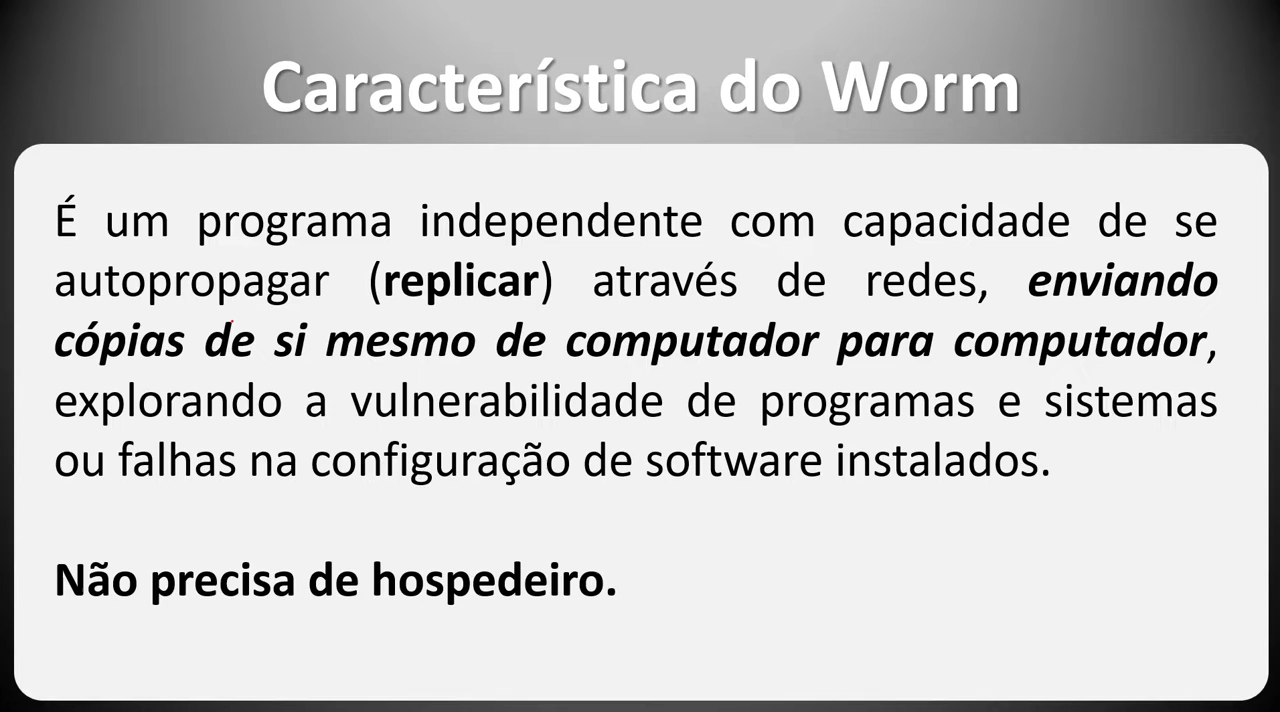 Característica do Worm
É um programa independente com capacidade de se
autopropagar (replicar) através de redes, enviando
cópias de si mesmo de computador para computador,
explorando a vulnerabilidade de programas e sistemas
ou falhas na configuração de software instalados.
Não precisa de hospedeiro.